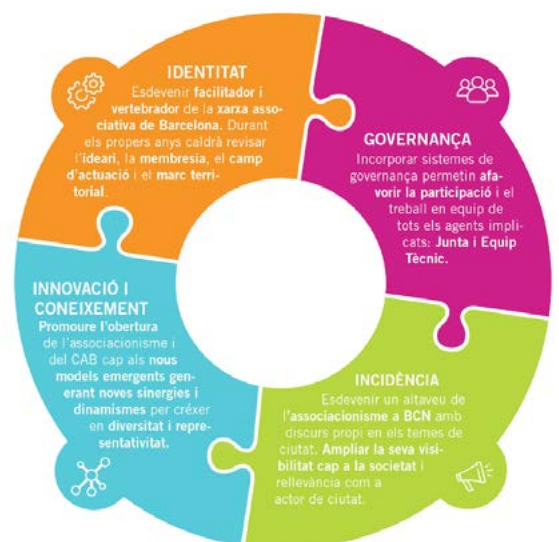 IDENTITAT
Esdevenir facilitador i
vertebrador de la xarxa asso-
ciativa de Barcelona. Durant
els propers anys caldrà revisar
l'ideari, la membresia, el camp
d'actuació i el marc terri-
torial.
GOVERNANÇA
Incorporar sistemes de
governança permetin afa-
vorir la participació i el
treball en equip de
tots els agents impli-
cats: Junta i Equip
Tècnic.
INNOVACIÓ I
CONEIXEMENT
Promoure l'obertura
de l'associonisme i
del CAB cap als nous
models emergents gen-
erant noves sinergies i
dinamismes per créxer
en diversitat i repre-
sentativitat.
INCIDÈNCIA
Esdevenir un altaveu de
l'associonisme a BCN amb
discurs propi en els temes de
ciutat. Ampliar la seva visi-
bilitat cap a la societat i
rellevància com a
actor de ciutat.